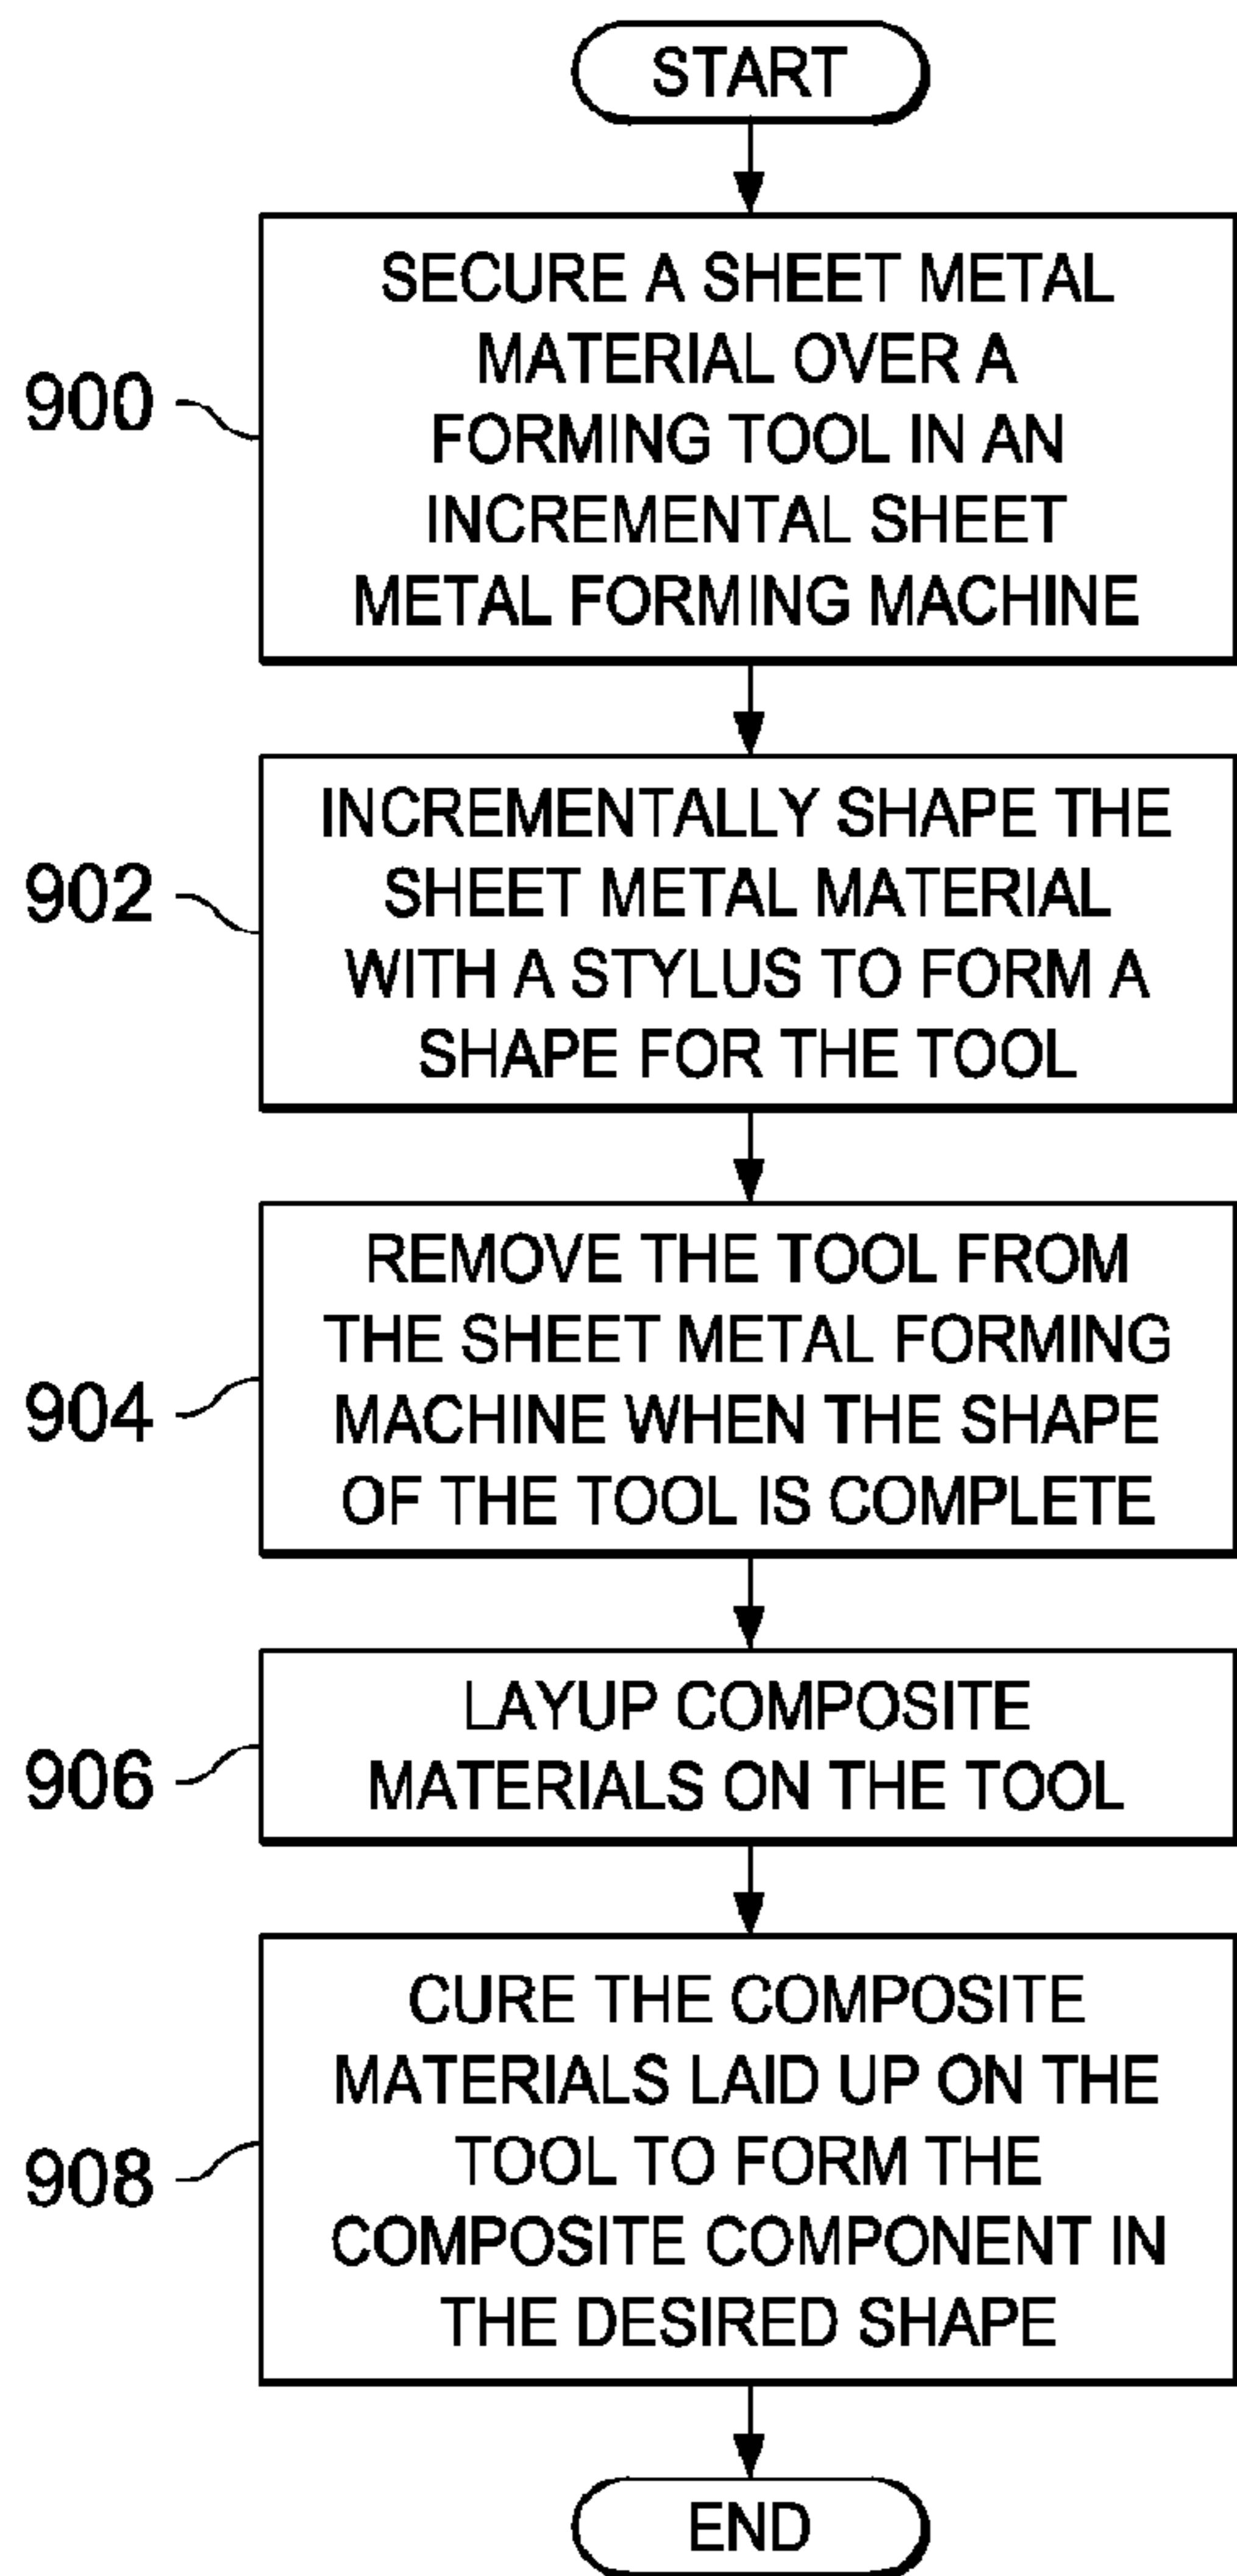 START
900
SECURE A SHEET METAL
MATERIAL OVER A
FORMING TOOL IN AN
INCREMENTAL SHEET
METAL FORMING MACHINE
902
INCREMENTALLY SHAPE THE
SHEET METAL MATERIAL
WITH A STYLUS TO FORM A
SHAPE FOR THE TOOL
904
REMOVE THE TOOL FROM
THE SHEET METAL FORMING
MACHINE WHEN THE SHAPE
OF THE TOOL IS COMPLETE
906
LAYUP COMPOSITE
MATERIALS ON THE TOOL
908
CURE THE COMPOSITE
MATERIALS LAID UP ON THE
TOOL TO FORM THE
COMPOSITE COMPONENT IN
THE DESIRED SHAPE
END